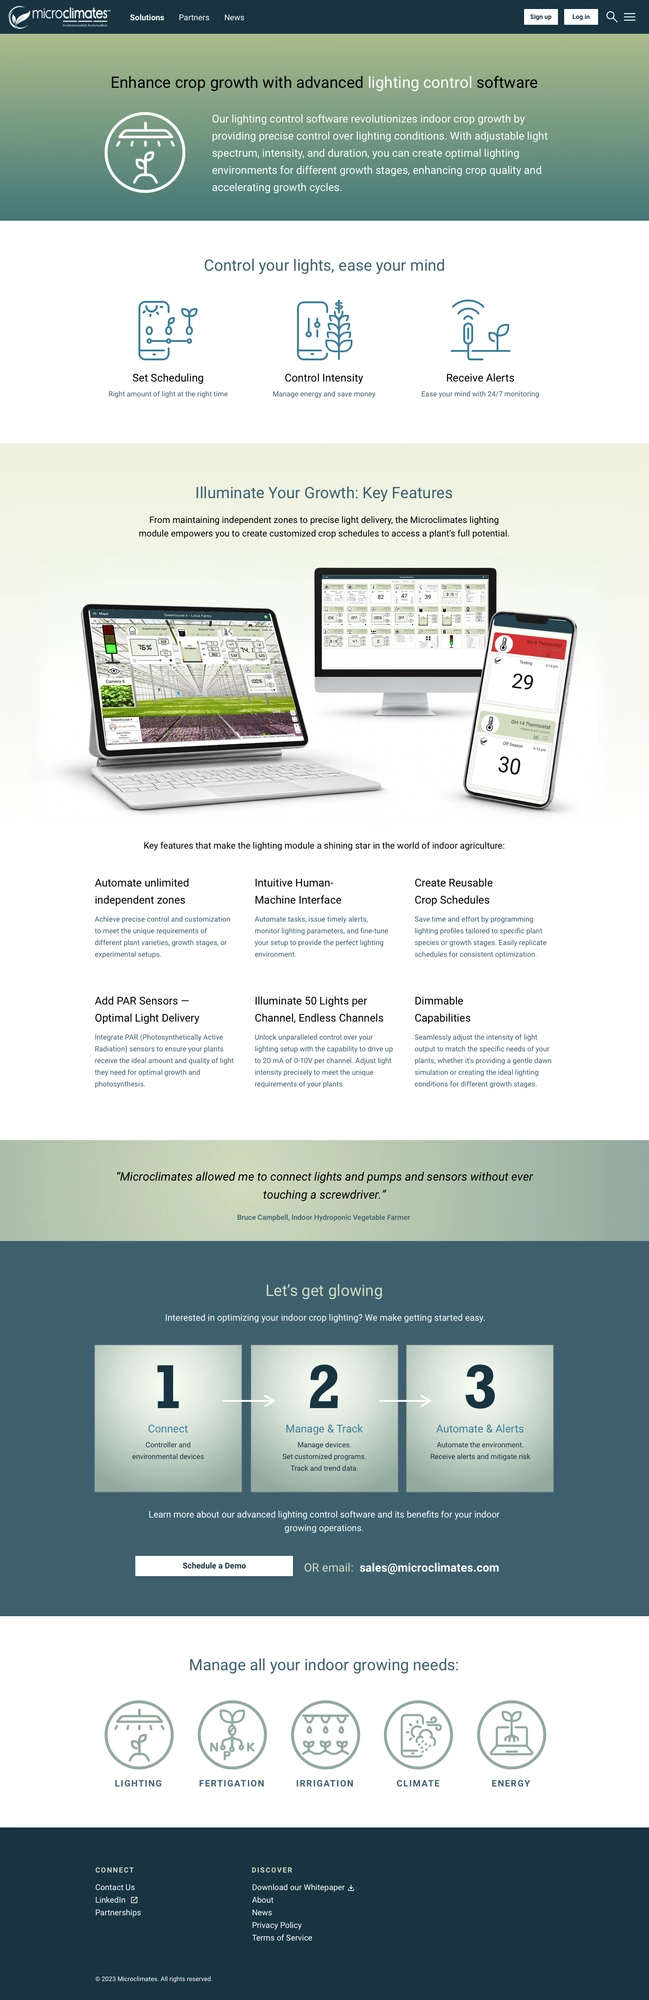 microclimates™
Environmental Automation
Solutions
Partners
News
Sign up
Log in
Enhance crop growth with advanced lighting control software
Our lighting control software revolutionizes indoor crop growth by
providing precise control over lighting conditions. With adjustable light
spectrum, intensity, and duration, you can create optimal lighting
environments for different growth stages, enhancing crop quality and
accelerating growth cycles.
Control your lights, ease your mind
Set Scheduling
Right amount of light at the right time
$
Control Intensity
Manage energy and save money
Receive Alerts
Ease your mind with 24/7 monitoring
Illuminate Your Growth: Key Features
From maintaining independent zones to precise light delivery, the Microclimates lighting
module empowers you to create customized crop schedules to access a plant's full potential.
Maps
76%
74.
100%
Camera 6
Greenhouse 4
82
47
39
OFF
OFF
Testing
29
GH-14 Thermostat
Off Season
30
Key features that make the lighting module a shining star in the world of indoor agriculture:
Automate unlimited
independent zones
Achieve precise control and customization
to meet the unique requirements of
different plant varieties, growth stages, or
experimental setups.
Intuitive Human-
Machine Interface
Automate tasks, issue timely alerts,
monitor lighting parameters, and fine-tune
your setup to provide the perfect lighting
environment.
Create Reusable
Crop Schedules
Save time and effort by programming
lighting profiles tailored to specific plant
species or growth stages. Easily replicate
schedules for consistent optimization.
Add PAR Sensors —
Optimal Light Delivery
Integrate PAR (Photosynthetically Active
Radiation) sensors to ensure your plants
receive the ideal amount and quality of light
they need for optimal growth and
photosynthesis.
Illuminate 50 Lights per
Channel, Endless Channels
Unlock unparalleled control over your
lighting setup with the capability to drive up
to 20 mA of 0-10V per channel. Adjust light
intensity precisely to meet the unique
requirements of your plants.
Dimmable
Capabilities
Seamlessly adjust the intensity of light
output to match the specific needs of your
plants, whether it's providing a gentle dawn
simulation or creating the ideal lighting
conditions for different growth stages.
“Microclimates allowed me to connect lights and pumps and sensors without ever
touching a screwdriver.”
Bruce Campbell, Indoor Hydroponic Vegetable Farmer
Let's get glowing
Interested in optimizing your indoor crop lighting? We make getting started easy.
1
Connect
Controller and
environmental devices
2
Manage & Track
Manage devices.
Set customized programs.
Track and trend data.
3
Automate & Alerts
Automate the environment.
Receive alerts and mitigate risk
Learn more about our advanced lighting control software and its benefits for your indoor
growing operations.
Schedule a Demo
OR email: sales@microclimates.com
Manage all your indoor growing needs:
N P K
LIGHTING
FERTIGATION
IRRIGATION
CLIMATE
ENERGY
CONNECT
Contact Us
LinkedIn
Partnerships
DISCOVER
Download our Whitepaper
About
News
Privacy Policy
Terms of Service
© 2023 Microclimates. All rights reserved.